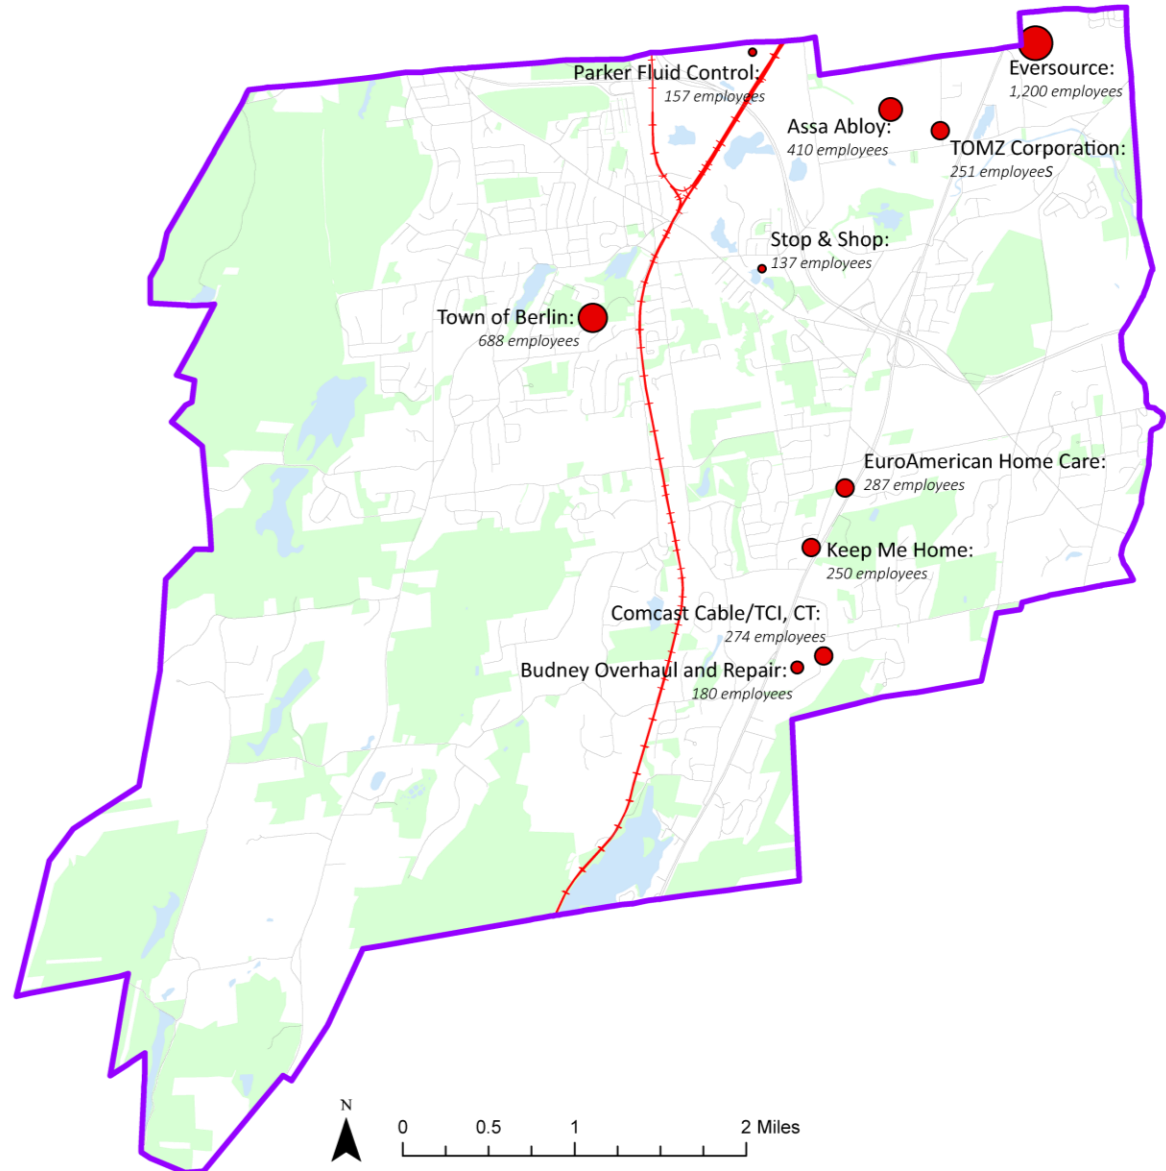 Parker Fluid Control:
157 employees
Eversource:
1,200 employees
Assa Abloy:
410 employees
TOMZ Corporation:
251 employeeS
Stop & Shop:
137 employees
Town of Berlin:
688 employees
EuroAmerican Home Care:
287 employees
Keep Me Home:
250 employees
Comcast Cable/TCI, CT:
274 employees
Budney Overhaul and Repair:
180 employees
N
0 0.5 1 2 Miles